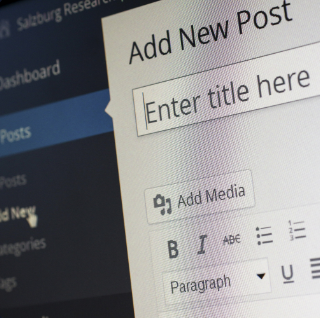 Salzburg Research
Dashboard
Posts
Posts
Add New
Categories
Tags
Add New Post
Enter title here
Add Media
B I ABC
Paragraph U